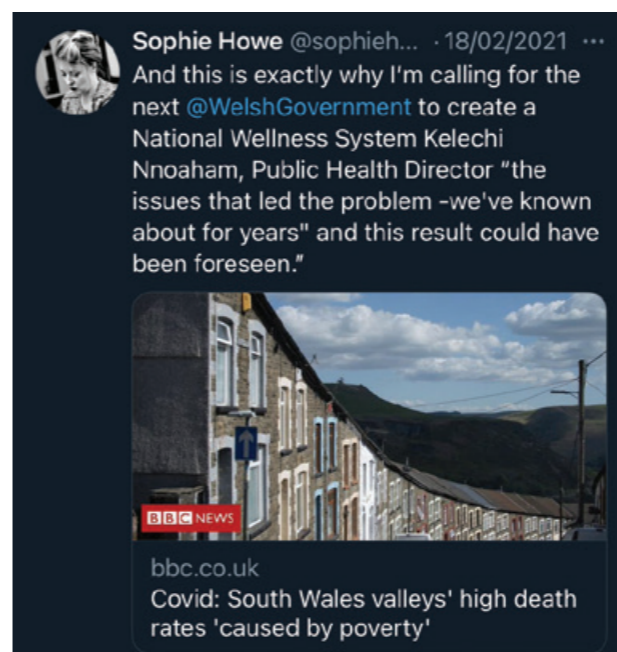 Sophie Howe @sophieh... · 18/02/2021 ···
And this is exactly why I'm calling for the
next @WelshGovernment to create a
National Wellness System Kelechi
Nnoaham, Public Health Director "the
issues that led the problem -we've known
about for years" and this result could have
been foreseen."
BBC NEWS
bbc.co.uk
Covid: South Wales valleys' high death
rates 'caused by poverty'